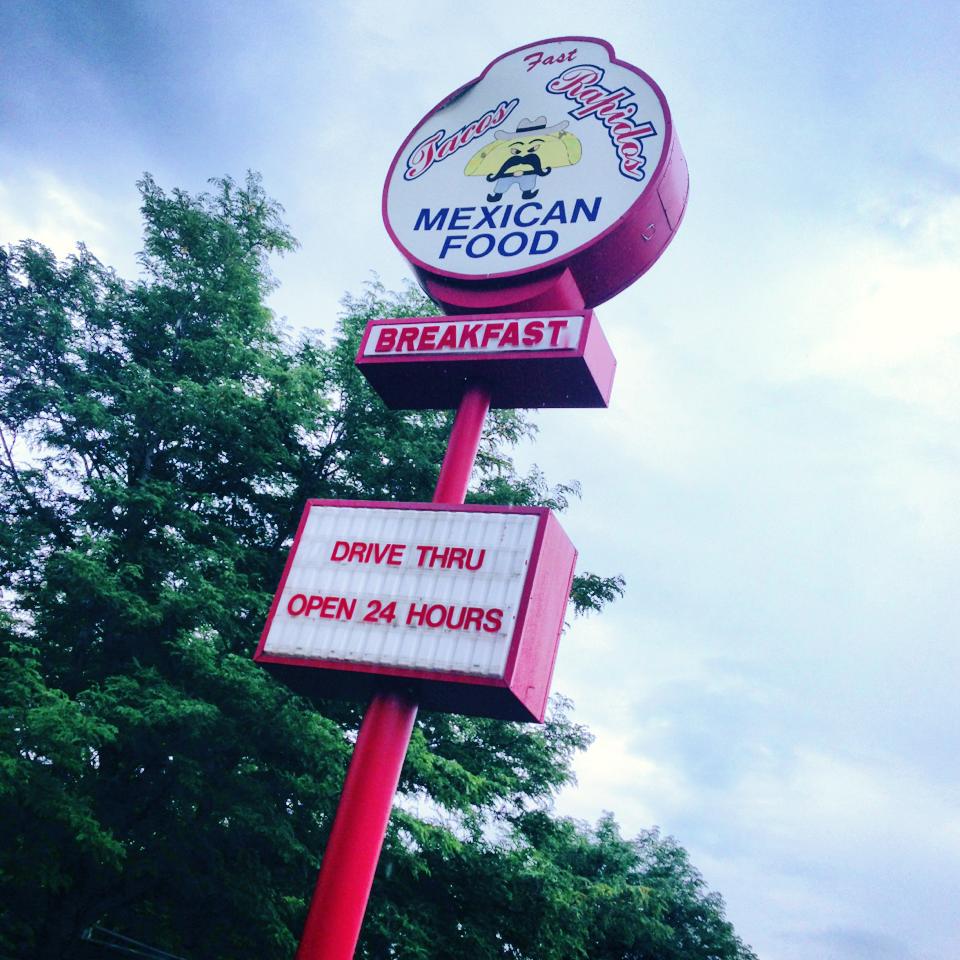 Fast
Tacos Rapidos
MEXICAN
FOOD
BREAKFAST
DRIVE THRU
OPEN 24 HOURS